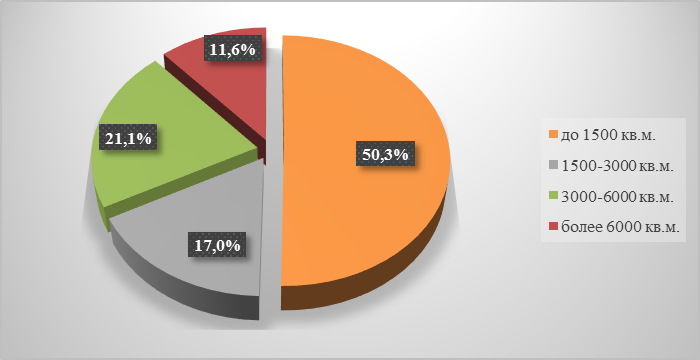 11,6%
21,1%
50,3%
17,0%
до 1500 кв.м.
1500-3000 кв.м.
3000-6000 кв.м.
более 6000 кв.м.